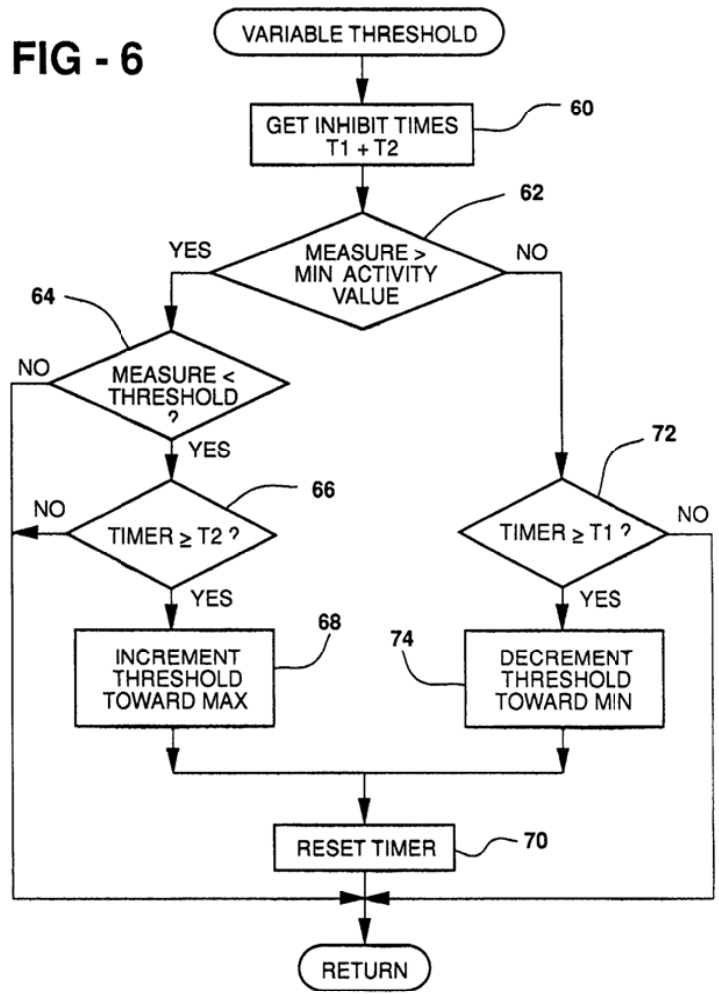 FIG - 6
VARIABLE THRESHOLD
GET INHIBIT TIMES
T1 + T2
60
62
MEASURE >
MIN ACTIVITY
VALUE
YES
NO
64
MEASURE <
THRESHOLD
?
NO
YES
66
TIMER ≥ T2 ?
NO
YES
72
TIMER ≥ T1 ?
NO
YES
68
INCREMENT
THRESHOLD
TOWARD MAX
74
DECREMENT
THRESHOLD
TOWARD MIN
RESET TIMER
70
RETURN